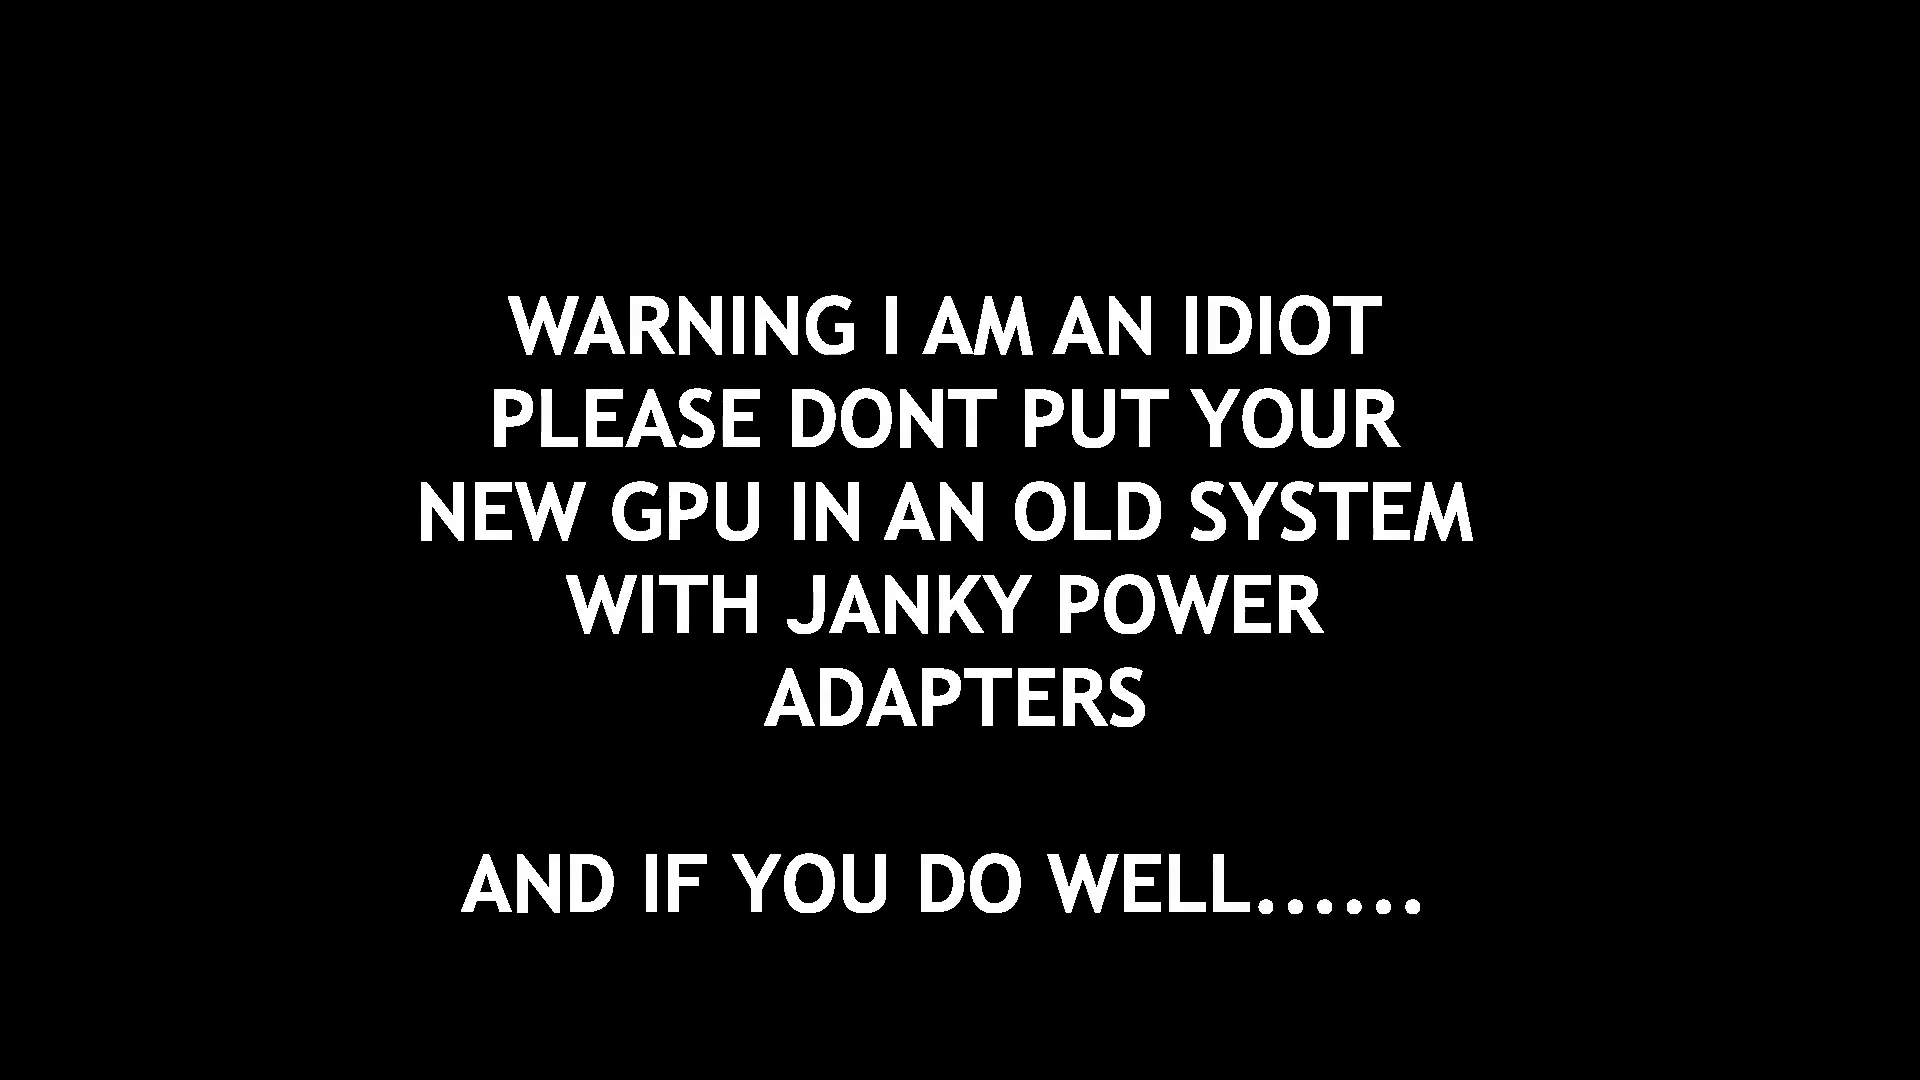 WARNING I AM AN IDIOT
PLEASE DONT PUT YOUR
NEW GPU IN AN OLD SYSTEM
WITH JANKY POWER
ADAPTERS
AND IF YOU DO WELL......